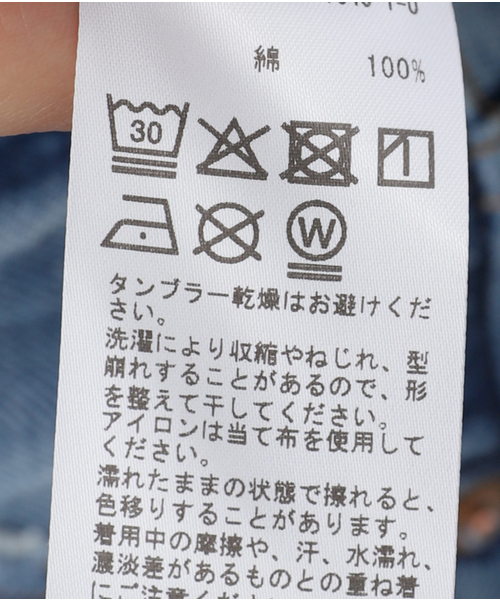 綿 100%
30
W
タンブラー乾燥はお避けくだ
さい。
洗濯により収縮やねじれ、型
崩れすることがあるので、形
を整えて干してください。
アイロンは当て布を使用して
ください。
濡れたままの状態で擦れると、
色移りすることがあります。
着用中の摩擦や、汗、水濡れ、
濃淡差があるものとの重ね着
にご注意くだ